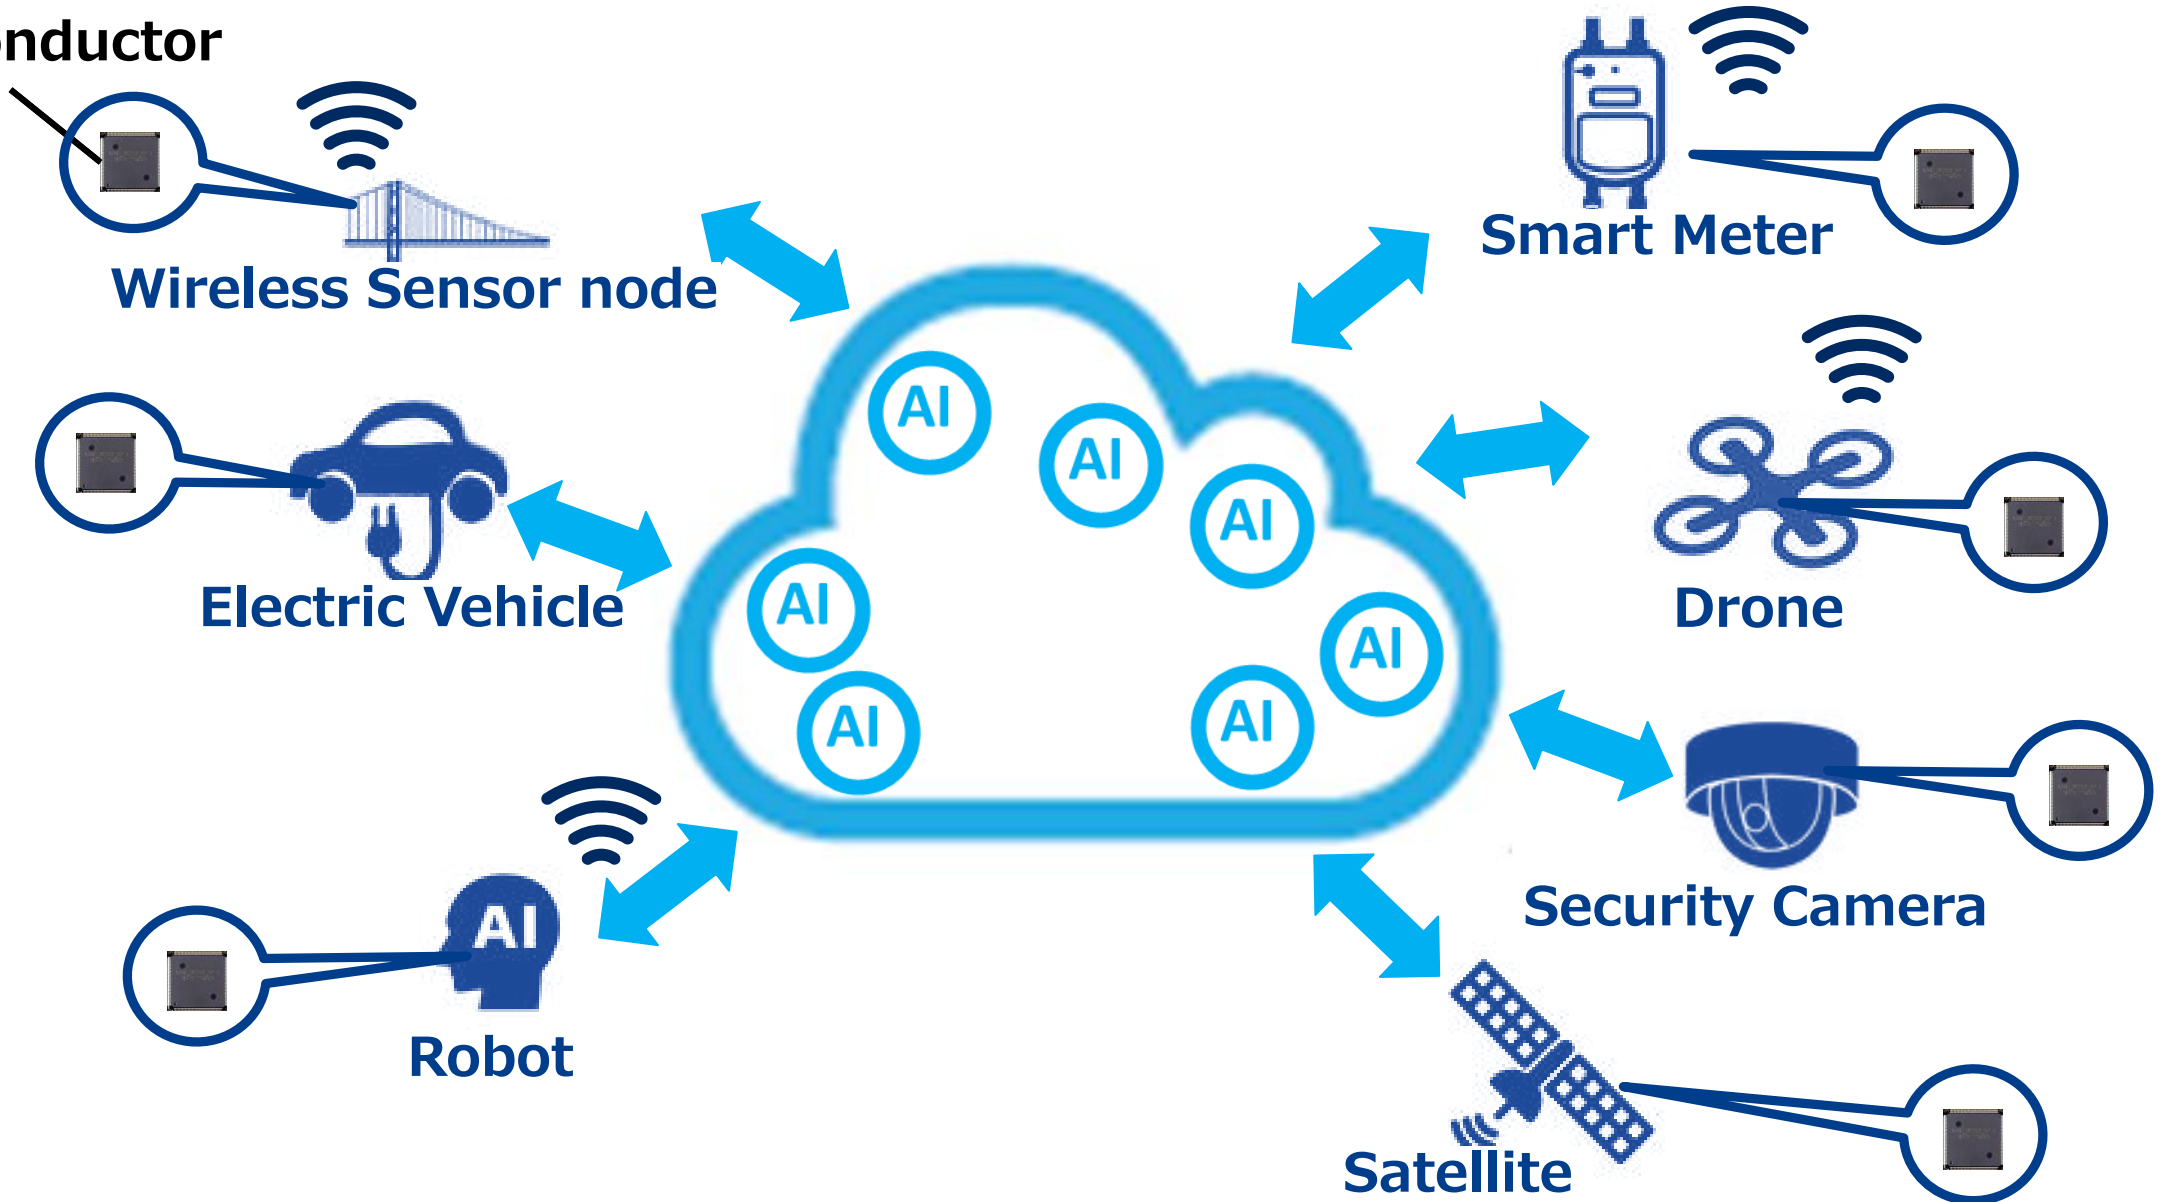 onductor
Smart Meter
Wireless Sensor node
AI
AI
AI
AI
AI
AI
AI
Electric Vehicle
Drone
Security Camera
AI
Robot
Satellite